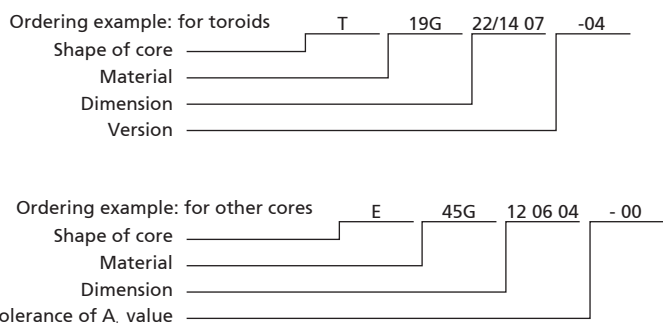 Ordering example: for toroids T 19G 22/14 07 -04
Shape of core
Material
Dimension
Version
Ordering example: for other cores E 45G 12 06 04 - 00
Shape of core
Material
Dimension
olerance of A, value